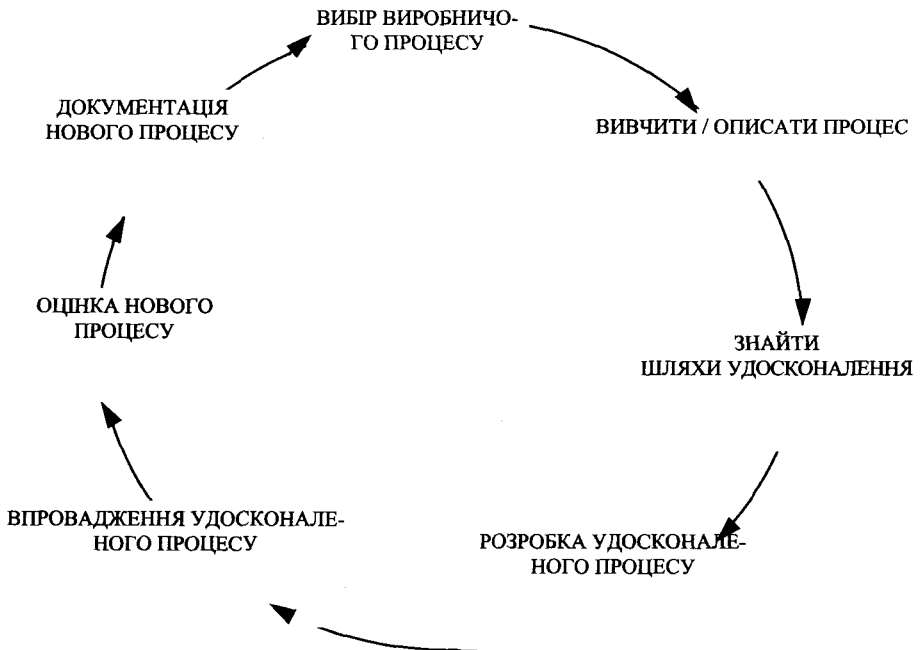 ВИБІР ВИРОБНИЧО-
ГО ПРОЦЕСУ
ВИВЧИТИ / ОПИСАТИ ПРОЦЕС
ЗНАЙТИ
ШЛЯХИ УДОСКОНАЛЕННЯ
РОЗРОБКА УДОСКОНАЛЕ-
НОГО ПРОЦЕСУ
ВПРОВАДЖЕННЯ УДОСКОНАЛЕ-
НОГО ПРОЦЕСУ
ОЦІНКА НОВОГО
ПРОЦЕСУ
ДОКУМЕНТАЦІЯ
НОВОГО ПРОЦЕСУ